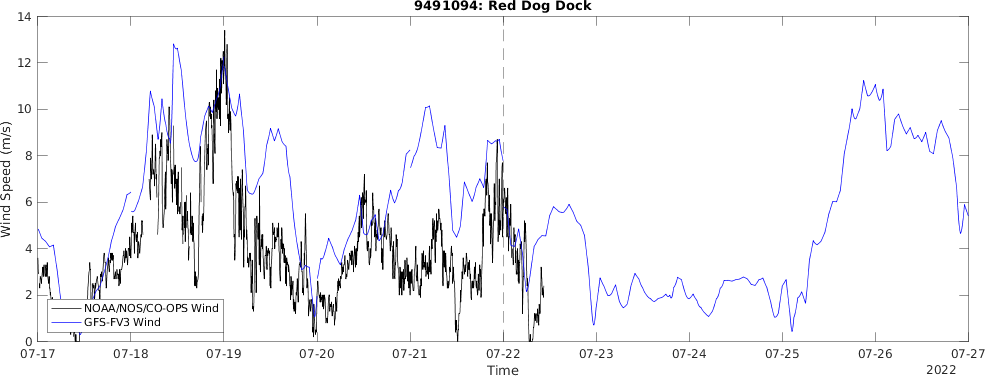 9491094: Red Dog Dock
14
12
10
8
6
4
2
0
Wind Speed (m/s)
NOAA/NOS/CO-OPS Wind
GFS-FV3 Wind
07-17 07-18 07-19 07-20 07-21 07-22 07-23 07-24 07-25 07-26 07-27
Time
2022